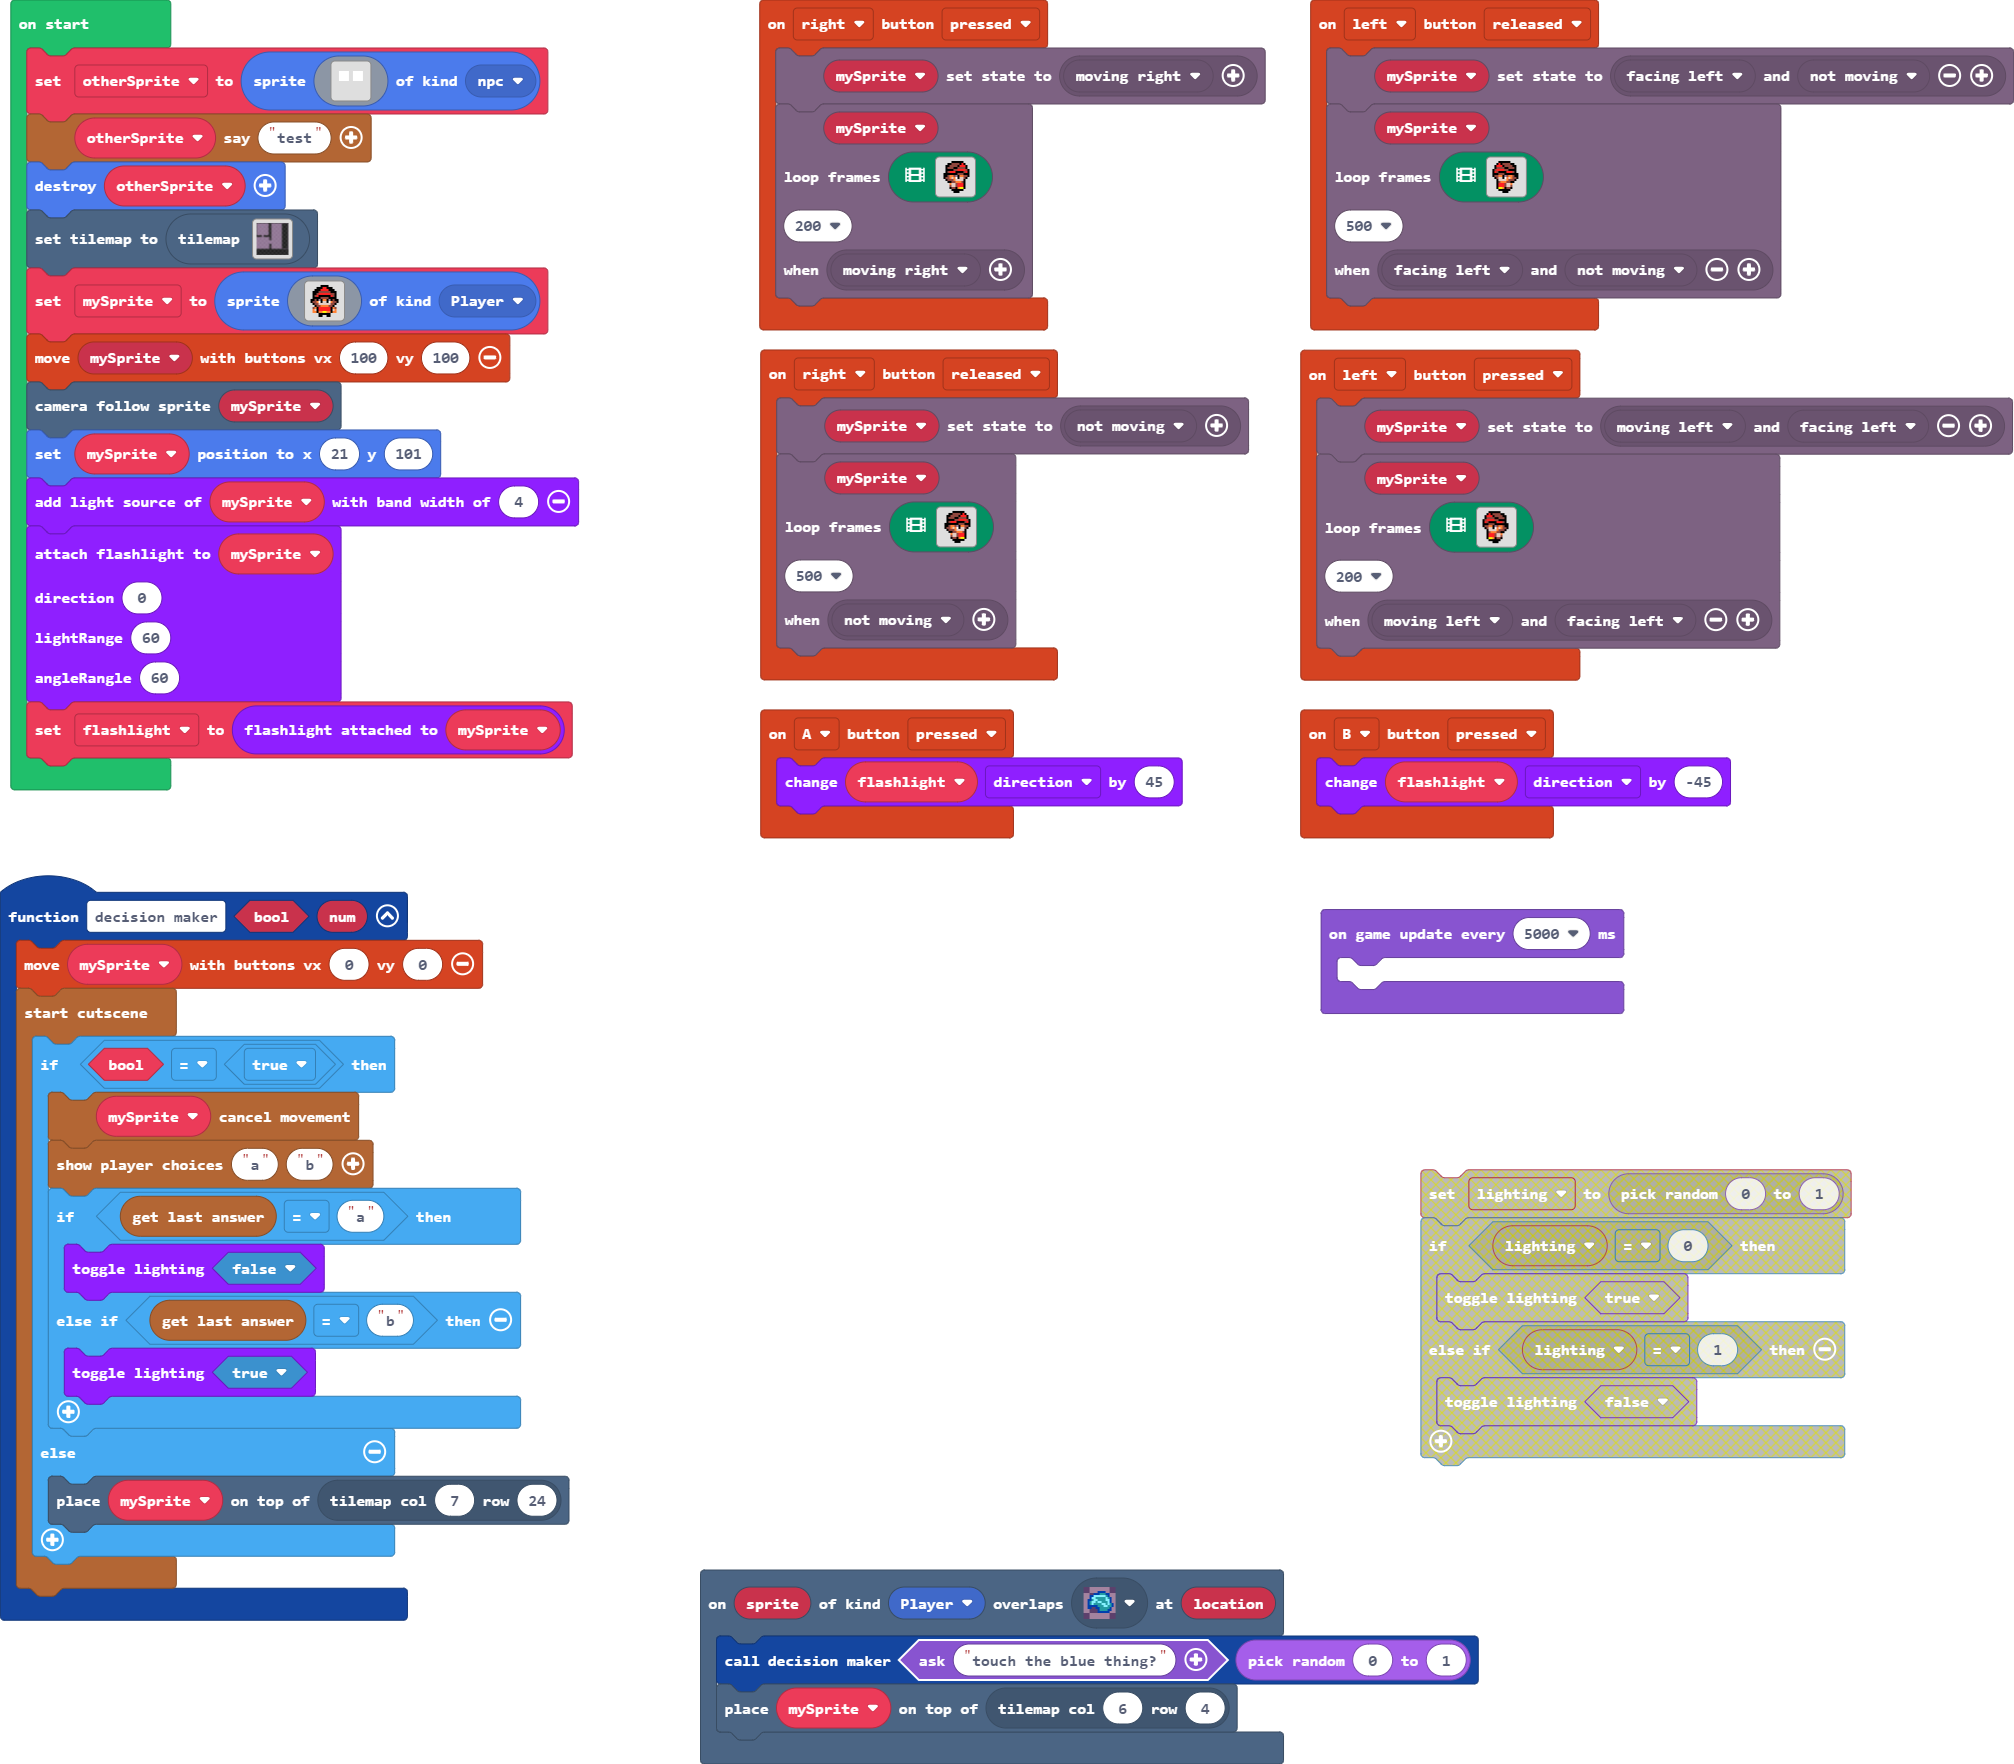 on start
set otherSprite to sprite of kind npc
otherSprite say "test"
destroy otherSprite
set tilemap to tilemap
set mySprite to sprite of kind Player
move mySprite with buttons vx 100 vy 100
camera follow sprite mySprite
set mySprite position to x 21 y 101
add light source of mySprite with band width of 4
attach flashlight to mySprite
direction 0
lightRange 60
angleRangle 60
set flashlight to flashlight attached to mySprite
on right button pressed
mySprite set state to moving right
mySprite
loop frames
200
when moving right
on left button released
mySprite set state to facing left and not moving
mySprite
loop frames
500
when facing left and not moving
on right button released
mySprite set state to not moving
mySprite
loop frames
500
when not moving
on left button pressed
mySprite set state to moving left and facing left
mySprite
loop frames
200
when moving left and facing left
on A button pressed
change flashlight direction by 45
on B button pressed
change flashlight direction by -45
function decision maker bool num
move mySprite with buttons vx 0 vy 0
start cutscene
if bool = true then
mySprite cancel movement
show player choices "a" "b"
if get last answer = "a" then
toggle lighting false
else if get last answer = "b" then
toggle lighting true
else
place mySprite on top of tilemap col 7 row 24
on game update every 5000 ms
set lighting to pick random 0 to 1
if lighting = 0 then
toggle lighting true
else if lighting = 1 then
toggle lighting false
on sprite of kind Player overlaps at location
call decision maker ask "touch the blue thing?" pick random 0 to 1
place mySprite on top of tilemap col 6 row 4